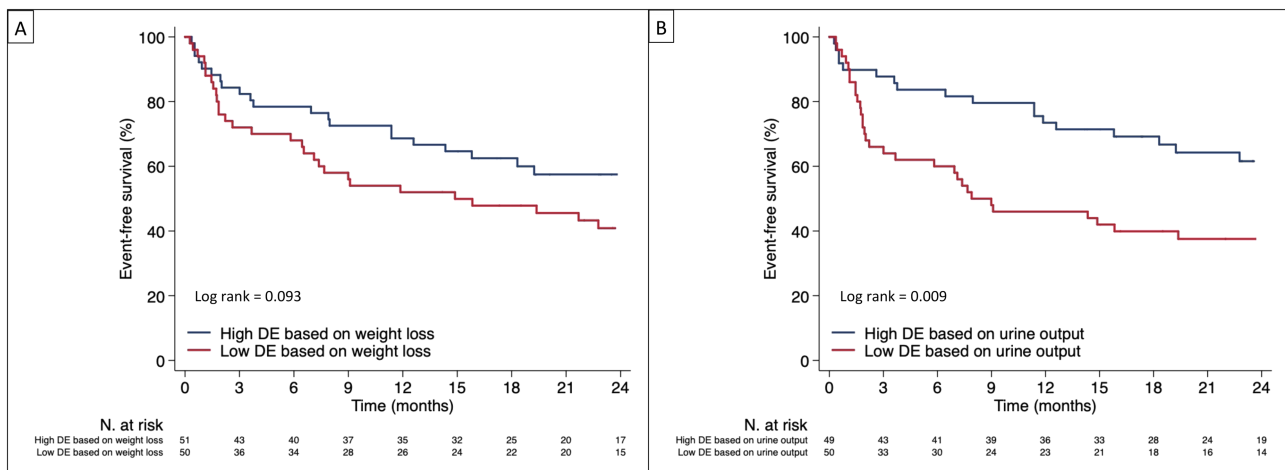 A
100
80
60
40
20
0
Event-free survival (%)
Log rank = 0.093
High DE based on weight loss
Low DE based on weight loss
0 3 6 9 12 15 18 21 24
Time (months)
N. at risk
High DE based on weight loss 51 43 40 37 35 32 25 20 17
Low DE based on weight loss 50 36 34 28 26 24 22 20 15
B
100
80
60
40
20
0
Event-free survival (%)
Log rank = 0.009
High DE based on urine output
Low DE based on urine output
0 3 6 9 12 15 18 21 24
Time (months)
N. at risk
High DE based on urine output 49 43 41 39 36 33 28 24 19
Low DE based on urine output 50 33 30 24 23 21 18 16 14